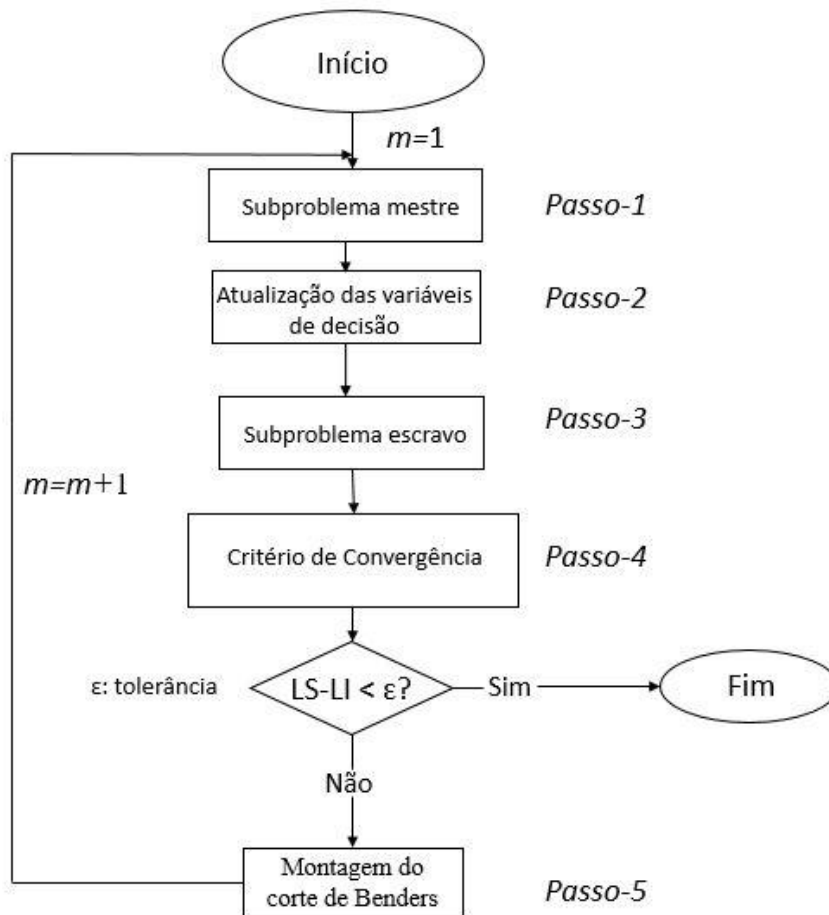 Início
m=1
Subproblema mestre
Passo-1
Atualização das variáveis
de decisão
Passo-2
Subproblema escravo
Passo-3
m=m+1
Critério de Convergência
Passo-4
ε: tolerância
LS-LI < ε?
Sim
Fim
Não
Montagem do
corte de Benders
Passo-5